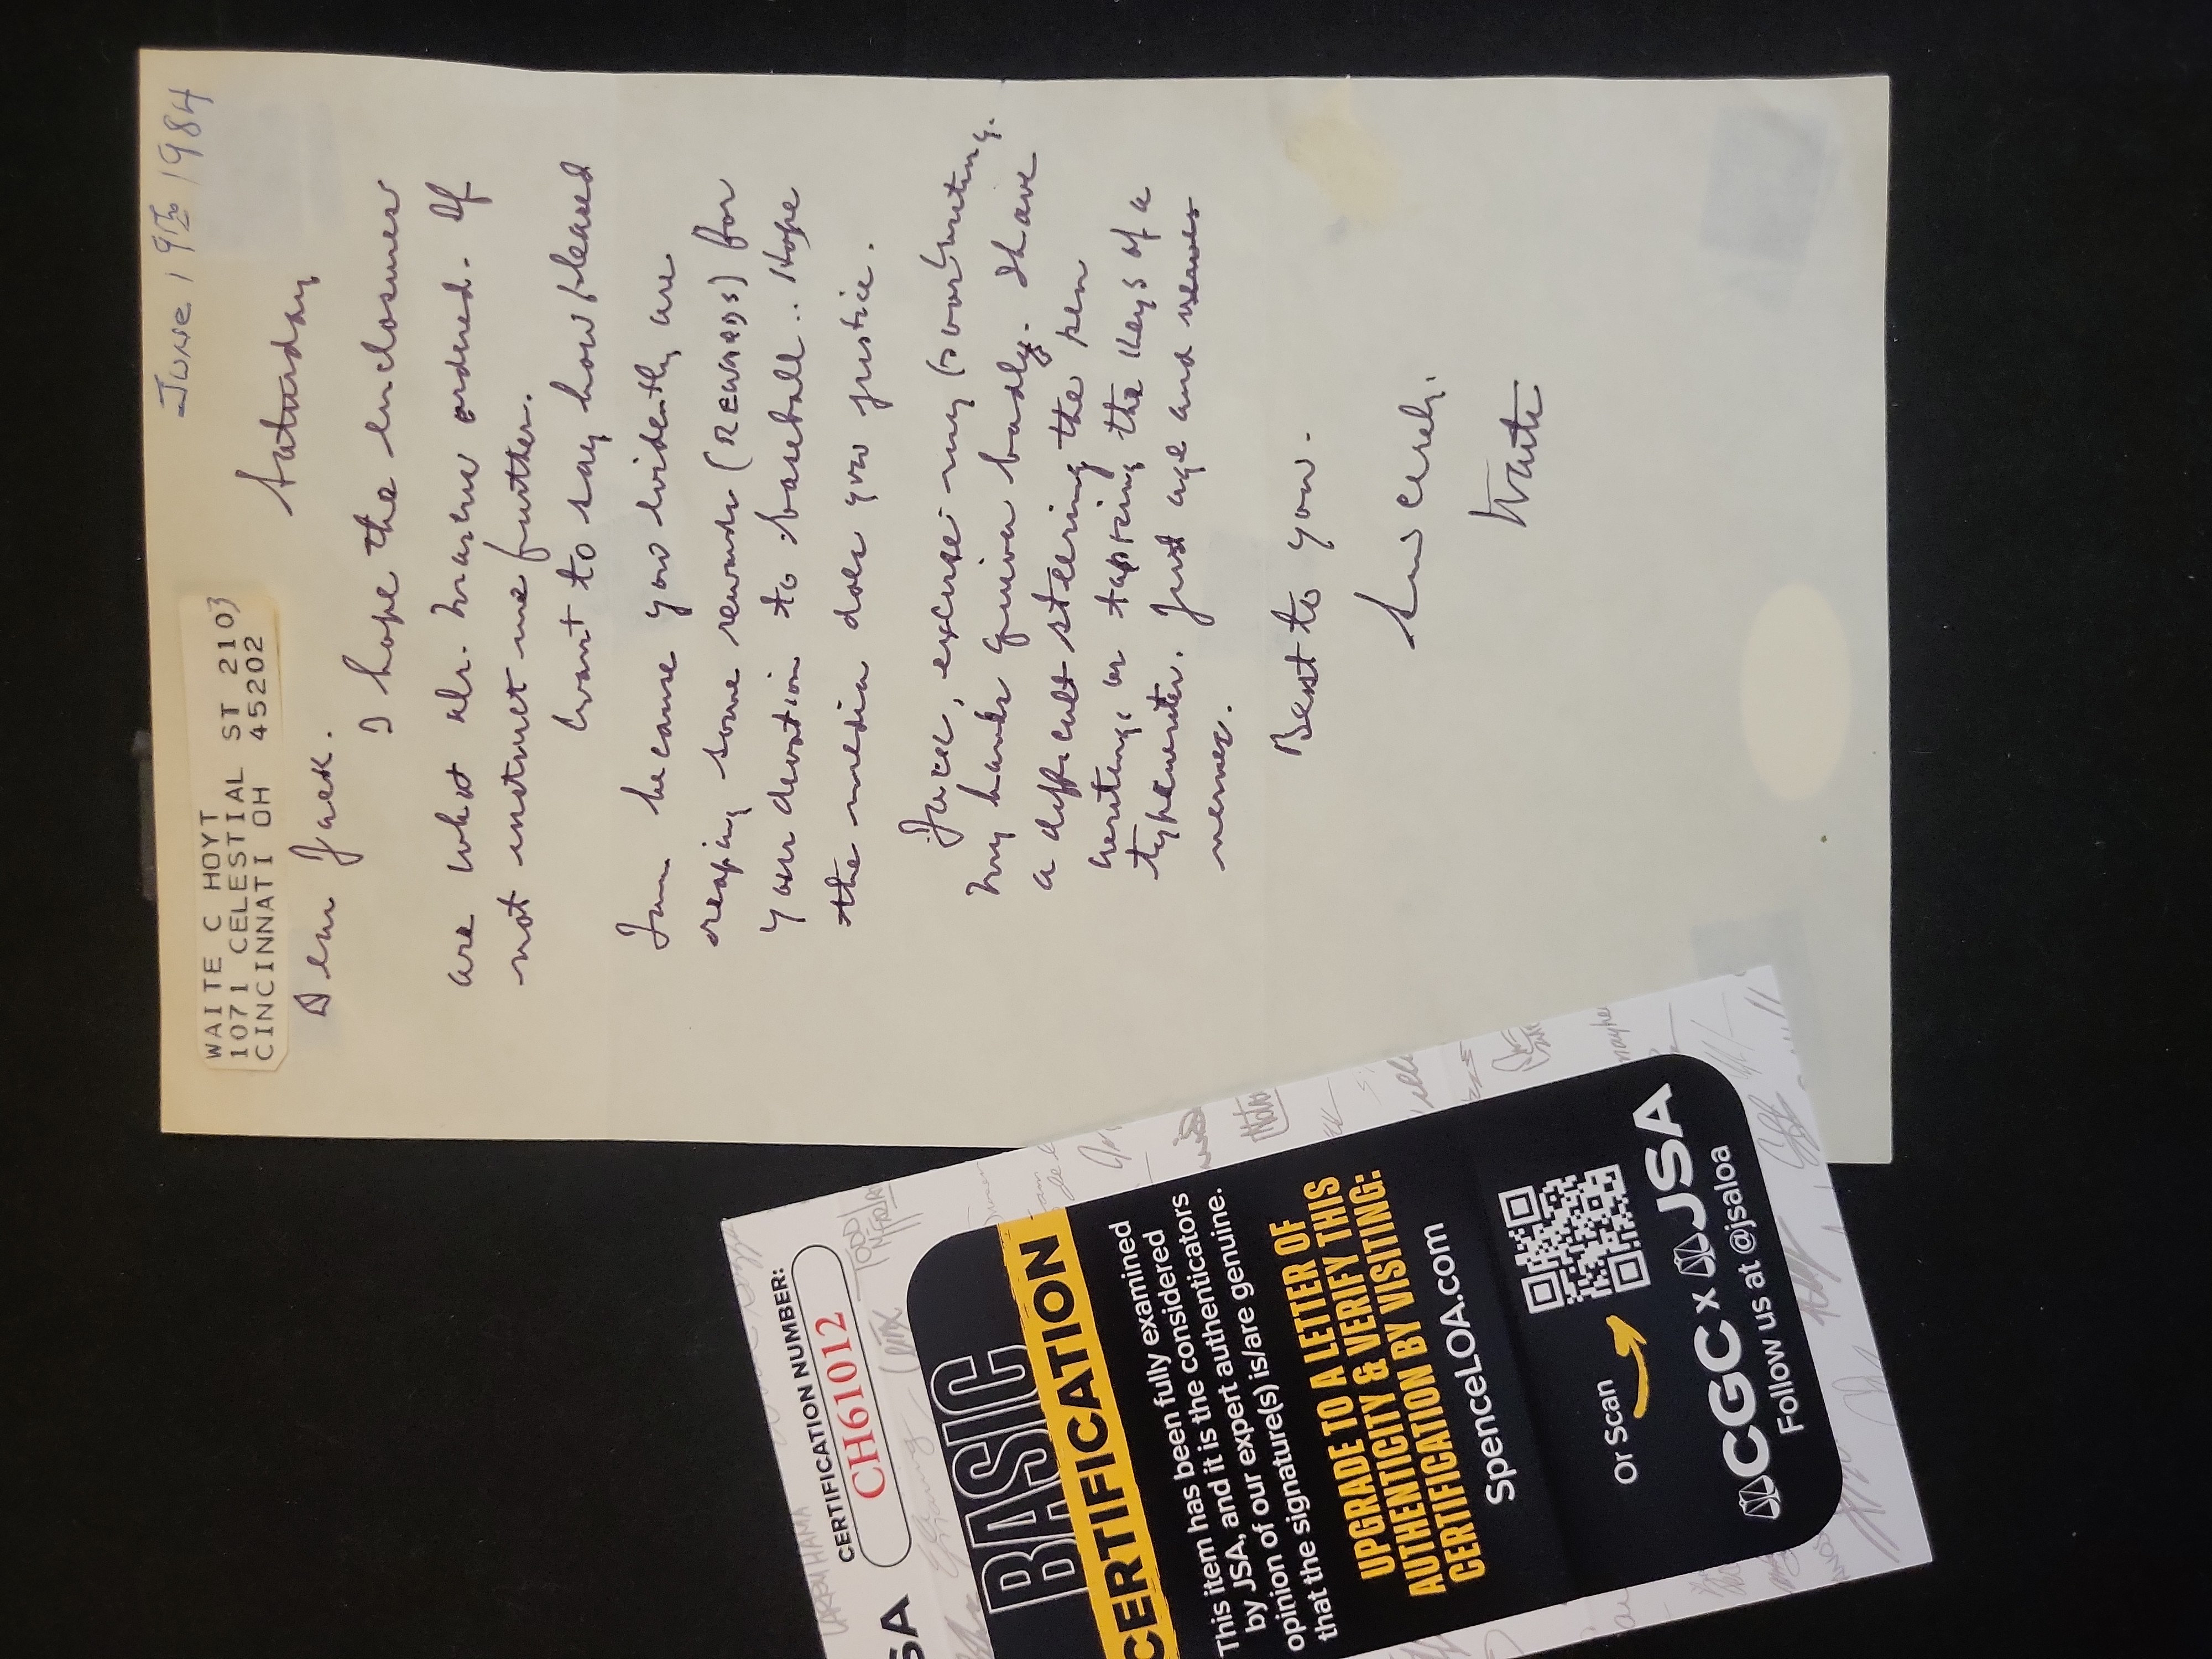 June 19th 1984
WAITE C HOYT
1071 CELESTIAL ST 2103
CINCINNATI OH 45202
Saturday
Dear Jack.
I hope the enclosures
are what ordered. If
not instruct me further.
Want to say how pleased
I am because you evidently are
reaping some rewards (REWARDS) for
your devotion to baseball.. Hope
the media does you justice.
Jack, excuse my writing.
My hands quiver badly. I have
a difficult steering the pen
writing or tapping the keys of a
typewriter. Just age and nerves
nerves.
Best to you.
Sincerely.
Waite
SA
CERTIFICATION NUMBER:
CH61012
BASIC
CERTIFICATION
This item has been fully examined
by JSA, and it is the considered
opinion of our expert authenticators
that the signature(s) is/are genuine.
UPGRADE TO A LETTER OF
AUTHENTICITY & VERIFY THIS
CERTIFICATION BY VISITING:
SpenceLOA.com
Or Scan
CGC x JSA
Follow us at @jsaloa